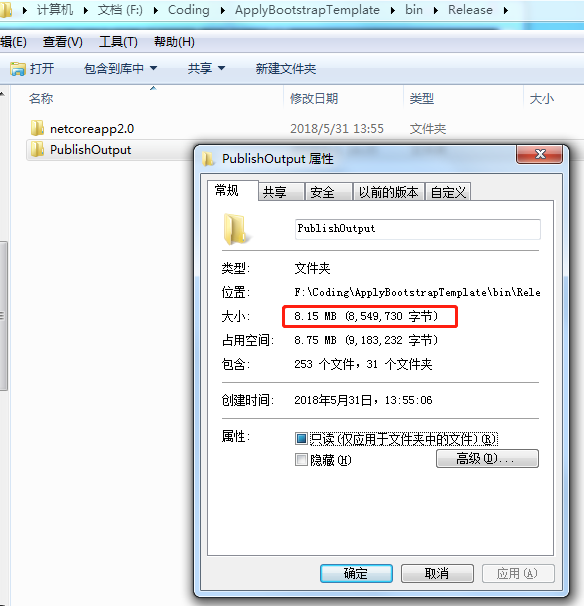 计算机 ▸ 文档 (F:) ▸ Coding ▸ ApplyBootstrapTemplate ▸ bin ▸ Release ▸
辑(E) 查看(V) 工具(T) 帮助(H)
打开 包含到库中 共享 新建文件夹
名称 修改日期 类型 大小
netcoreapp2.0 2018/5/31 13:55 文件夹
PublishOutput
PublishOutput 属性
常规 共享 安全 以前的版本 自定义
PublishOutput
类型: 文件夹
位置: F:\Coding\ApplyBootstrapTemplate\bin\Rele
大小: 8.15 MB (8,549,730 字节)
占用空间: 8.75 MB (9,183,232 字节)
包含: 253 个文件，31 个文件夹
创建时间: 2018年5月31日，13:55:06
属性: 只读(仅应用于文件夹中的文件)(R)
隐藏(H) 高级(D)...
确定 取消 应用(A)